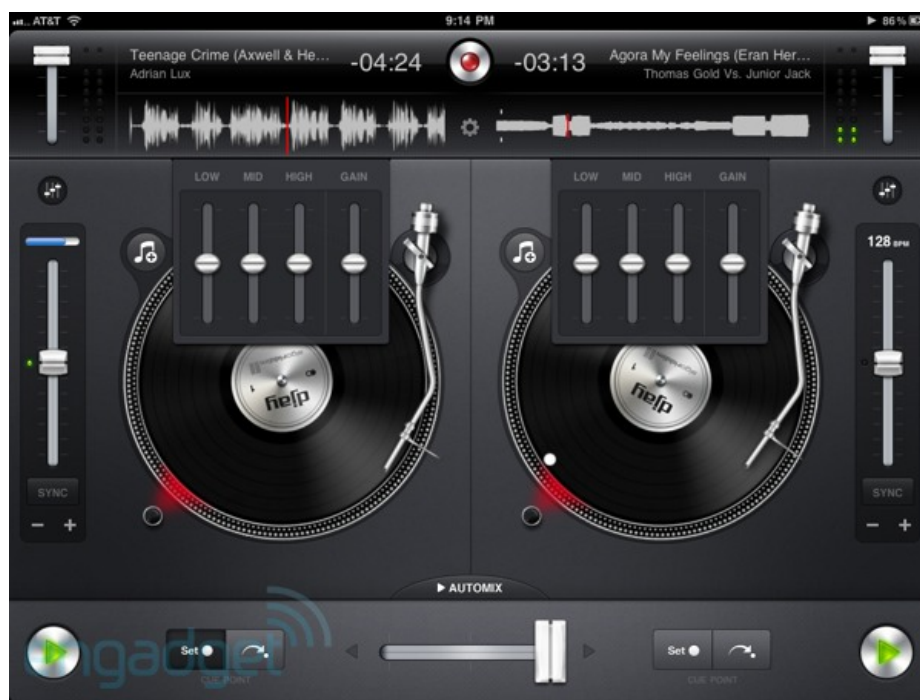 AT&T
9:14 PM
86%
Teenage Crime (Axwell & He...
Adrian Lux
-04:24
-03:13
Agora My Feelings (Eran Her...
Thomas Gold Vs. Junior Jack
LOW MID HIGH GAIN
LOW MID HIGH GAIN
128 BPM
djay
djay
SYNC
SYNC
AUTOMIX
engadget
Set
Set
CUE POINT
CUE POINT